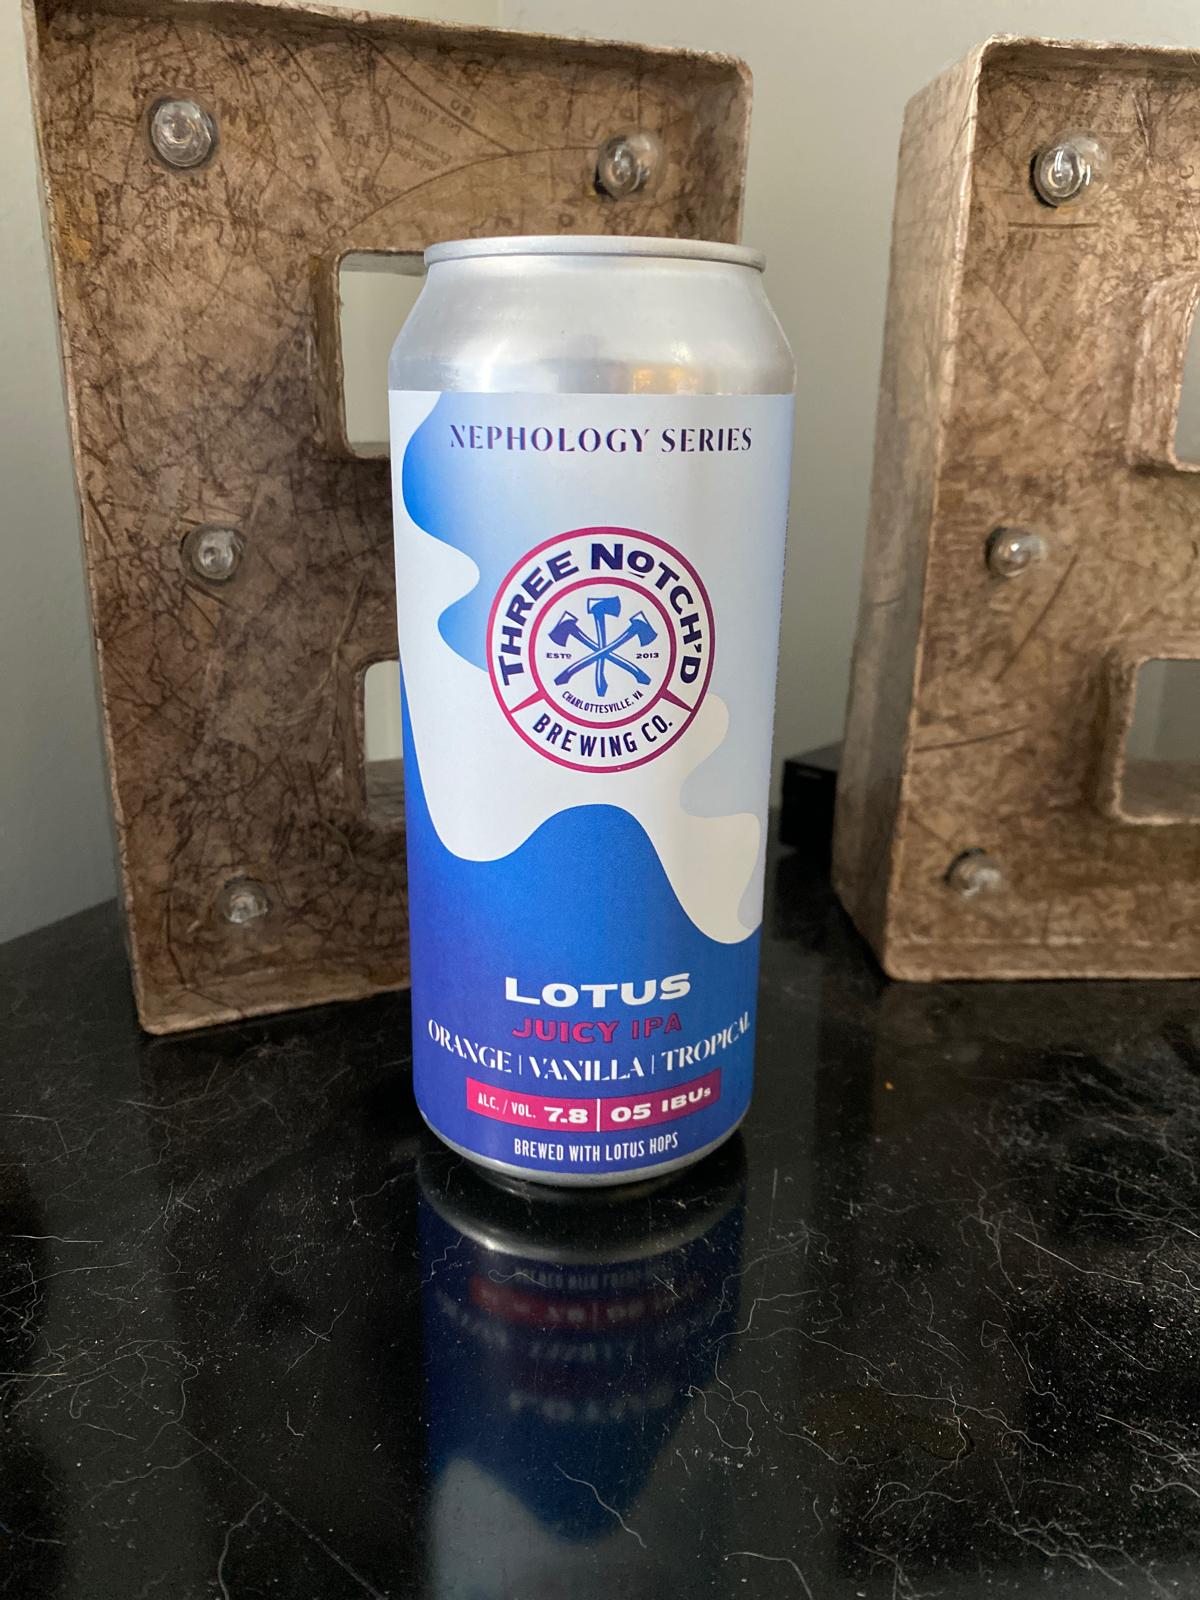 NEPHOLOGY SERIES
THREE NOTCH'D
ESTD 2013
CHARLOTTESVILLE, VA
BREWING CO.
LOTUS
JUICY IPA
ORANGE | VANILLA | TROPICAL
ALC. / VOL. 7.8 | 05 IBUs
BREWED WITH LOTUS HOPS